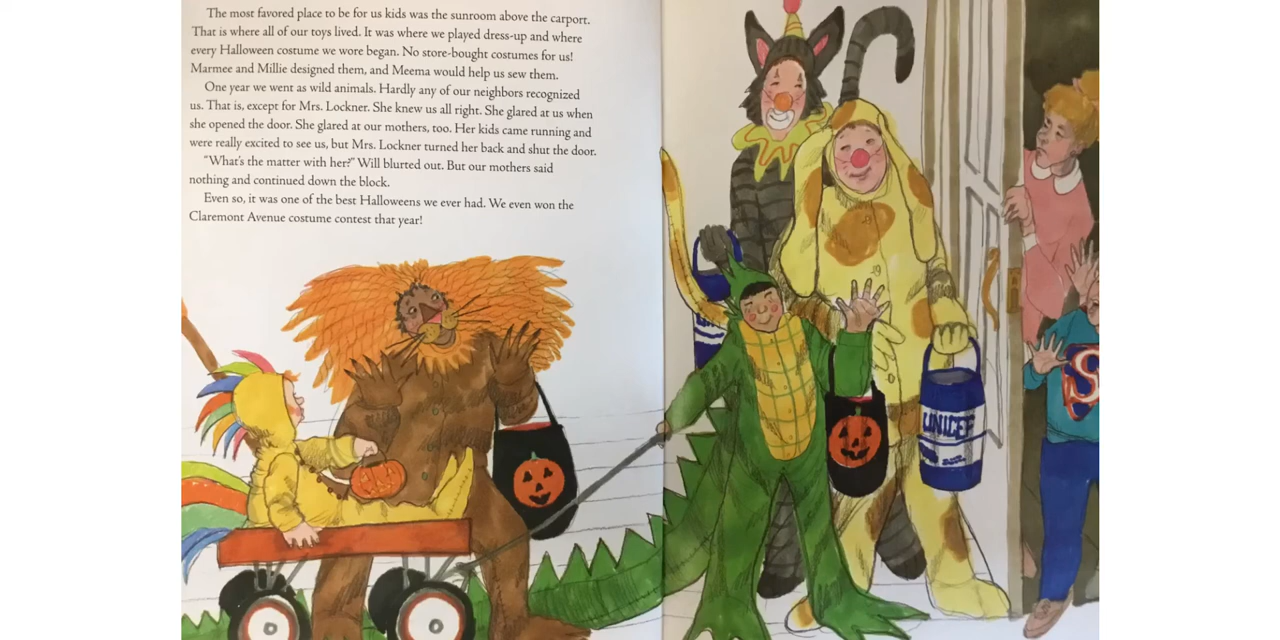 The most favored place to be for us kids was the sunroom above the carport.
That is where all of our toys lived. It was where we played dress-up and where
every Halloween costume we wore began. No store-bought costumes for us!
Marmee and Millie designed them, and Meema would help us sew them.
One year we went as wild animals. Hardly any of our neighbors recognized
us. That is, except for Mrs. Lockner. She knew us all right. She glared at us when
she opened the door. She glared at our mothers, too. Her kids came running and
were really excited to see us, but Mrs. Lockner turned her back and shut the door.
“What’s the matter with her?” Will blurted out. But our mothers said
nothing and continued down the block.
Even so, it was one of the best Halloweens we ever had. We even won the
Claremont Avenue costume contest that year!
S
UNICEF